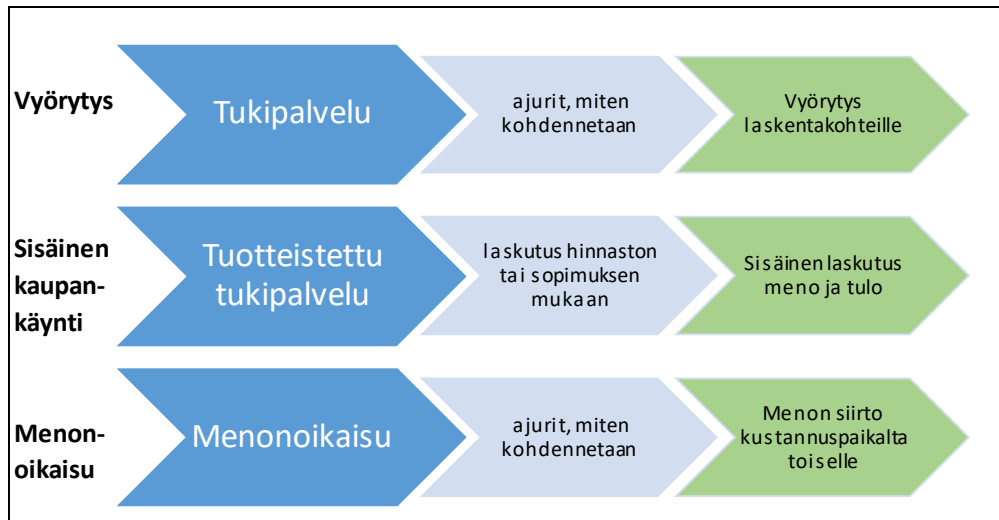 Vyörytys
Tukipalvelu
ajurit, miten
kohdennetaan
Vyörytys
laskentakohteille
Sisäinen
kaupan-
käynti
Tuotteistettu
tukipalvelu
laskutus hinnaston
tai sopimuksen
mukaan
Sisäinen laskutus
meno ja tulo
Menon-
oikaisu
Menonoikaisu
ajurit, miten
kohdennetaan
Menon siirto
kustannuspaikalta
toiselle